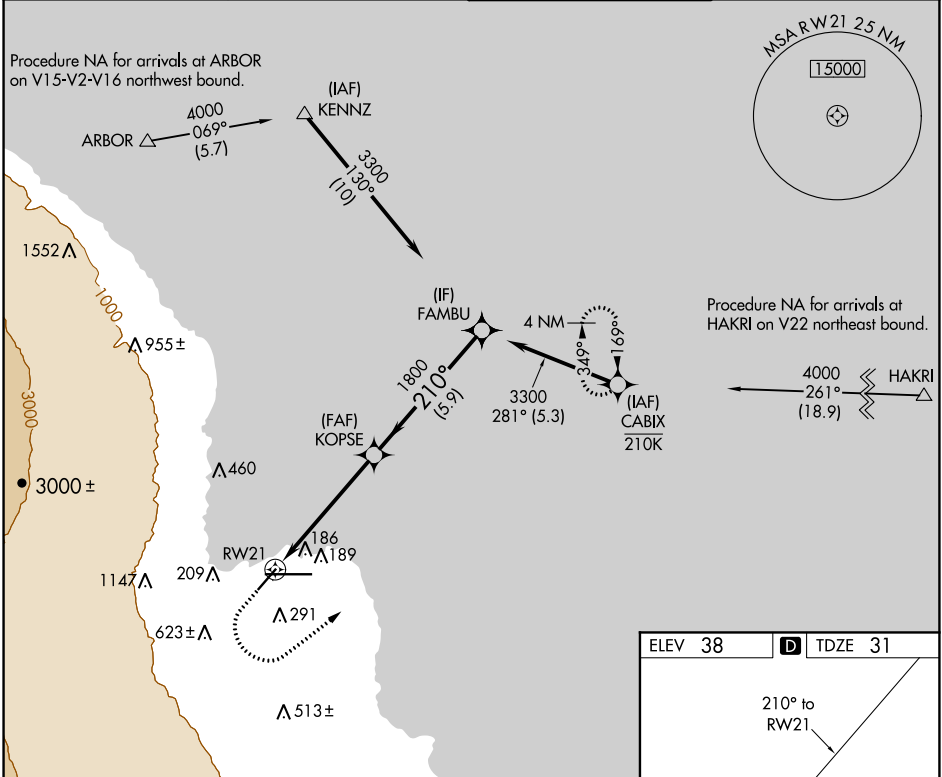 Procedure NA for arrivals at ARBOR
on V15-V2-V16 northwest bound.
MSA RW21 25 NM
15000
(IAF)
KENNZ
ARBOR
4000
069°
(5.7)
3300
130°
(10)
1552
1000
955±
(IF)
FAMBU
4 NM
349°
169°
Procedure NA for arrivals at
HAKRI on V22 northeast bound.
1800
210°
(5.9)
3300
281° (5.3)
(IAF)
CABIX
210K
4000
261°
(18.9)
HAKRI
3000
(FAF)
KOPSE
460
3000±
RW21
186
189
1147
209
291
623±
513±
ELEV 38
D
TDZE 31
210° to
RW21